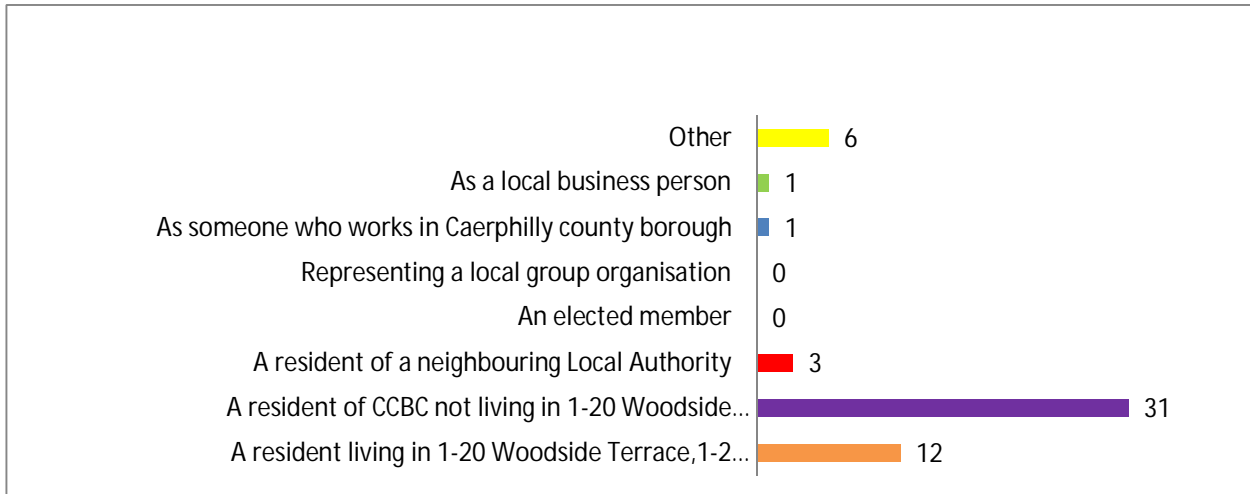 Other 6
As a local business person 1
As someone who works in Caerphilly county borough 1
Representing a local group organisation 0
An elected member 0
A resident of a neighbouring Local Authority 3
A resident of CCBC not living in 1-20 Woodside... 31
A resident living in 1-20 Woodside Terrace,1-2... 12